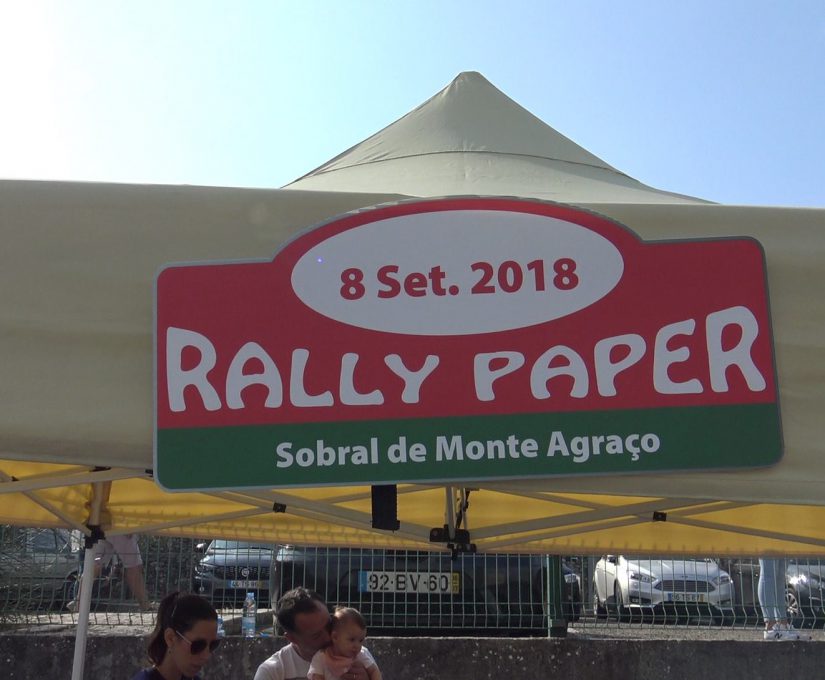 8 Set. 2018
RALLY PAPER
Sobral de Monte Agraço
92-BV-60